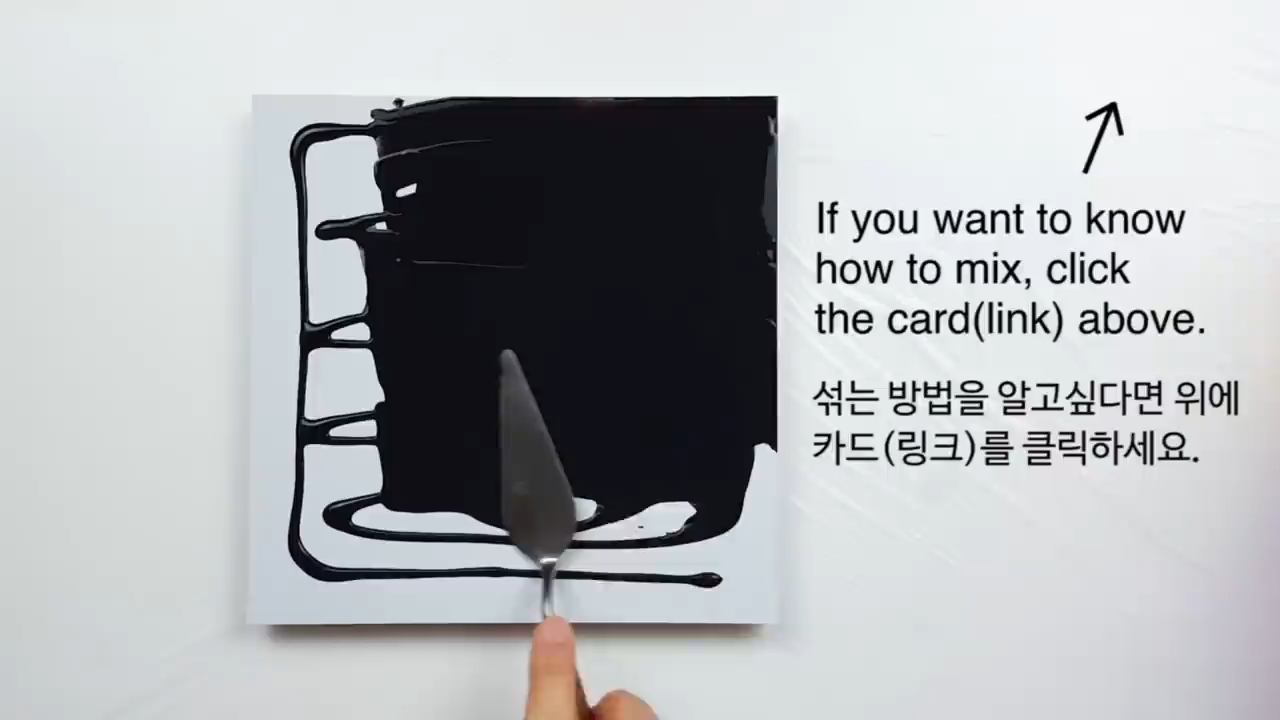 If you want to know
how to mix, click
the card(link) above.
섞는 방법을 알고싶다면 위에
카드(링크)를 클릭하세요.